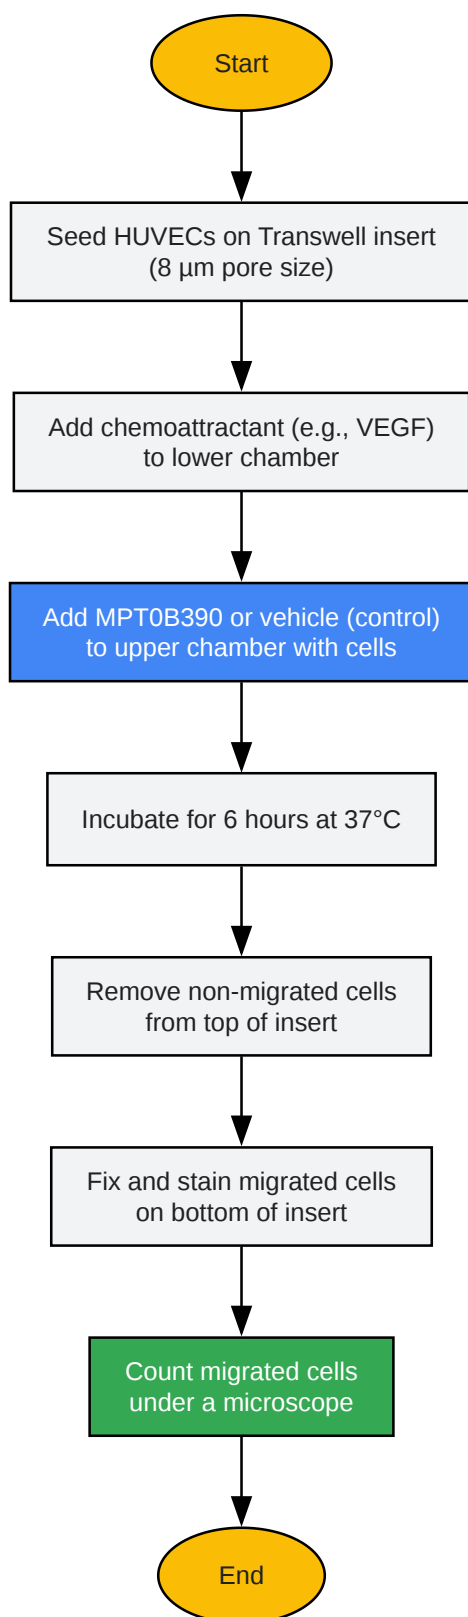 Start
Seed HUVECs on Transwell insert
(8 µm pore size)
Add chemoattractant (e.g., VEGF)
to lower chamber
Add MPT0B390 or vehicle (control)
to upper chamber with cells
Incubate for 6 hours at 37°C
Remove non-migrated cells
from top of insert
Fix and stain migrated cells
on bottom of insert
Count migrated cells
under a microscope
End